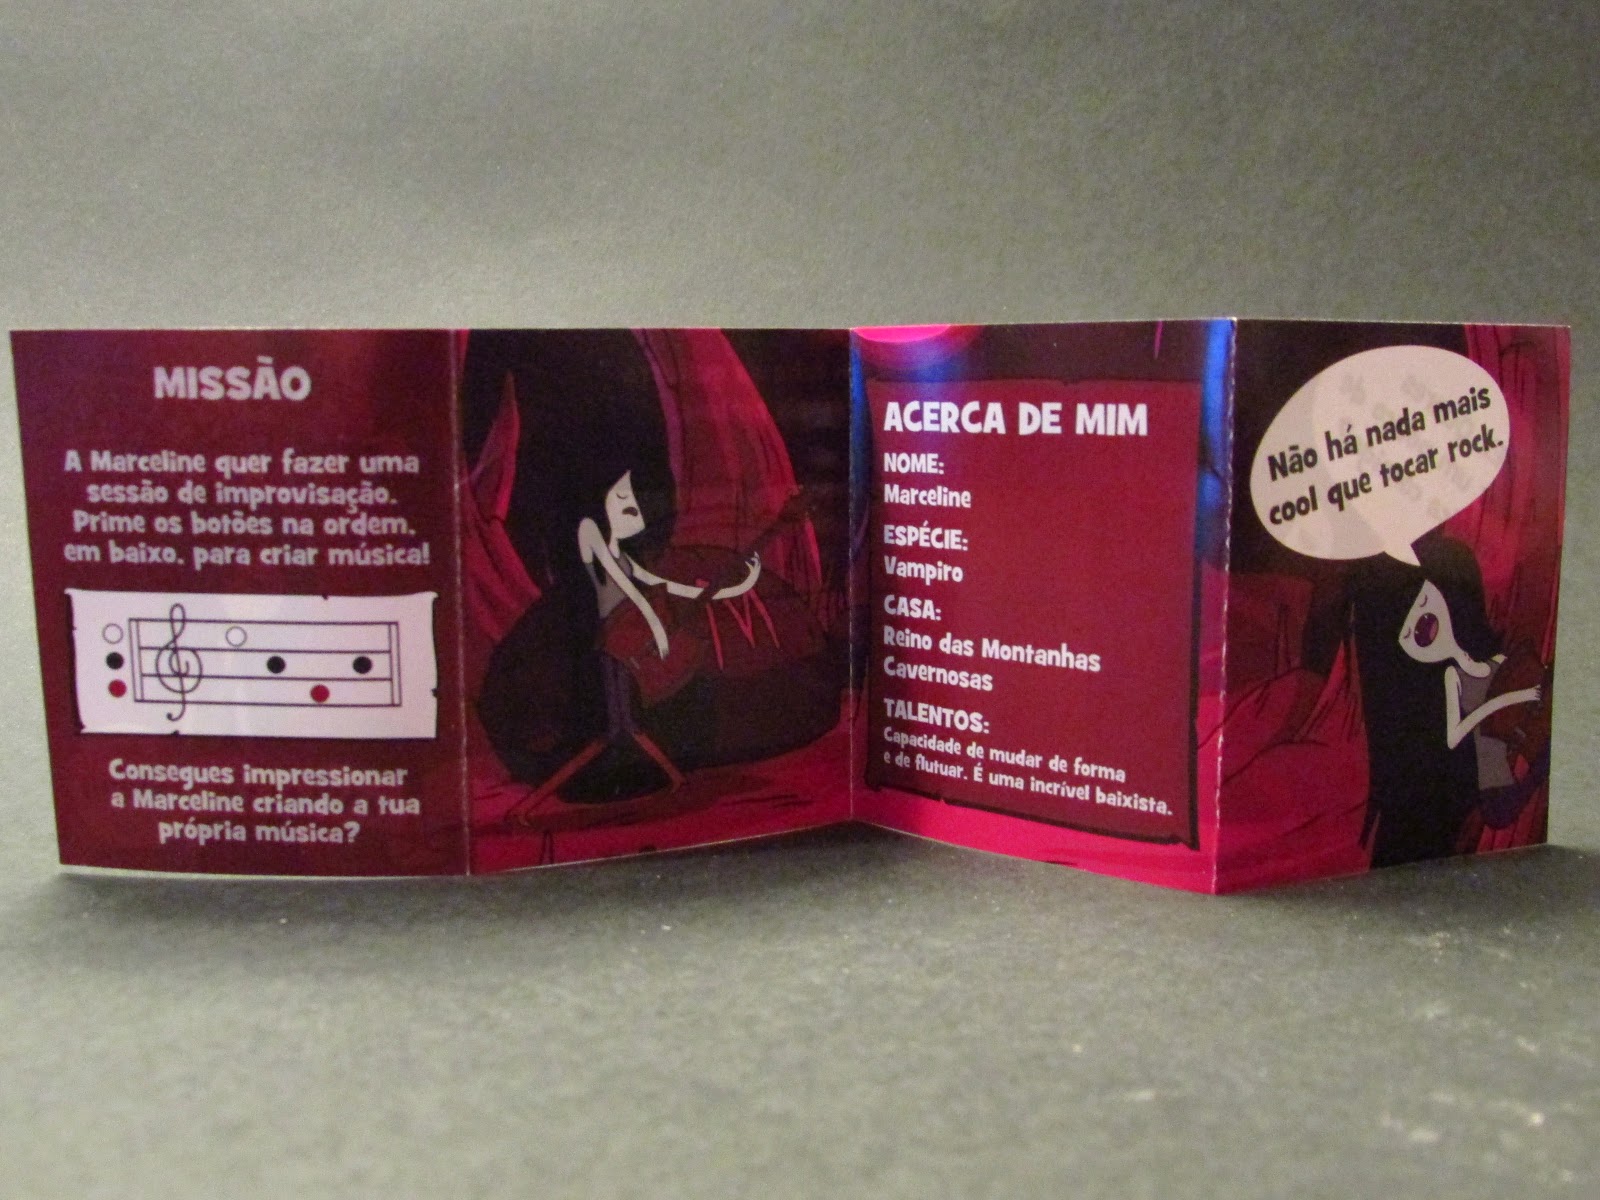 MISSÃO
A Marceline quer fazer uma
sessão de improvisação.
Prime os botões na ordem,
em baixo, para criar música!
Consegues impressionar
a Marceline criando a tua
própria música?
ACERCA DE MIM
NOME:
Marceline
ESPÉCIE:
Vampiro
CASA:
Reino das Montanhas
Cavernosas
TALENTOS:
Capacidade de mudar de forma
e de flutuar. É uma incrível baixista.
Não há nada mais
cool que tocar rock.